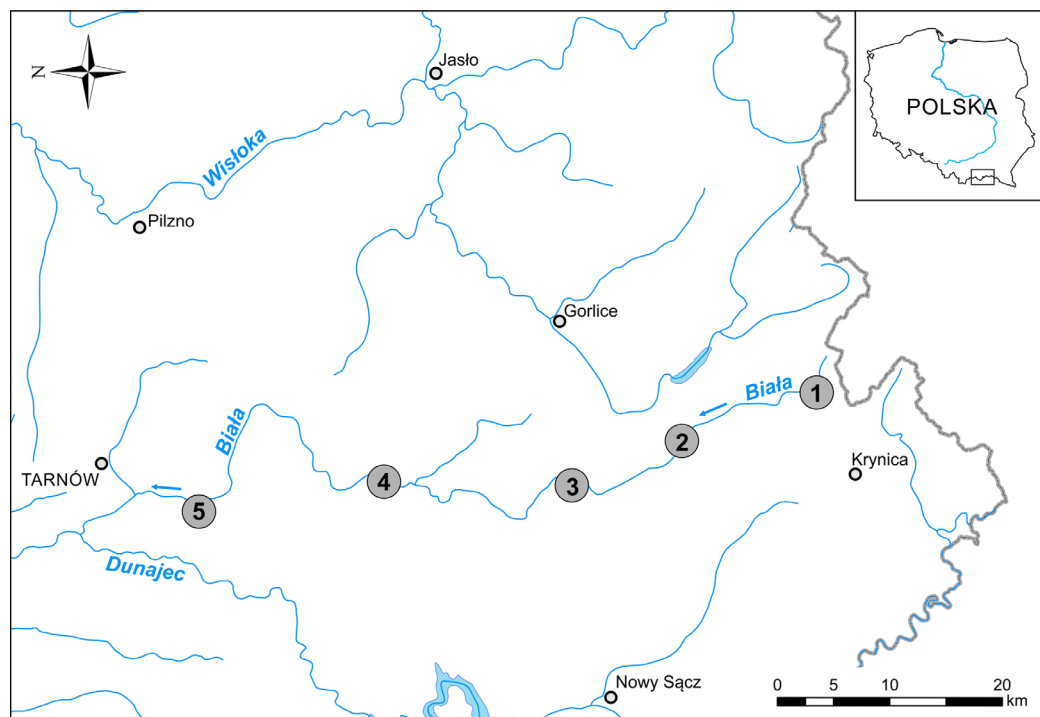 Jasło
POLSKA
N
Wisłoka
Pilzno
Gorlice
Biała
1
2
Biała
Krynica
TARNÓW
4
3
5
Dunajec
Nowy Sącz
0 5 10 20
km